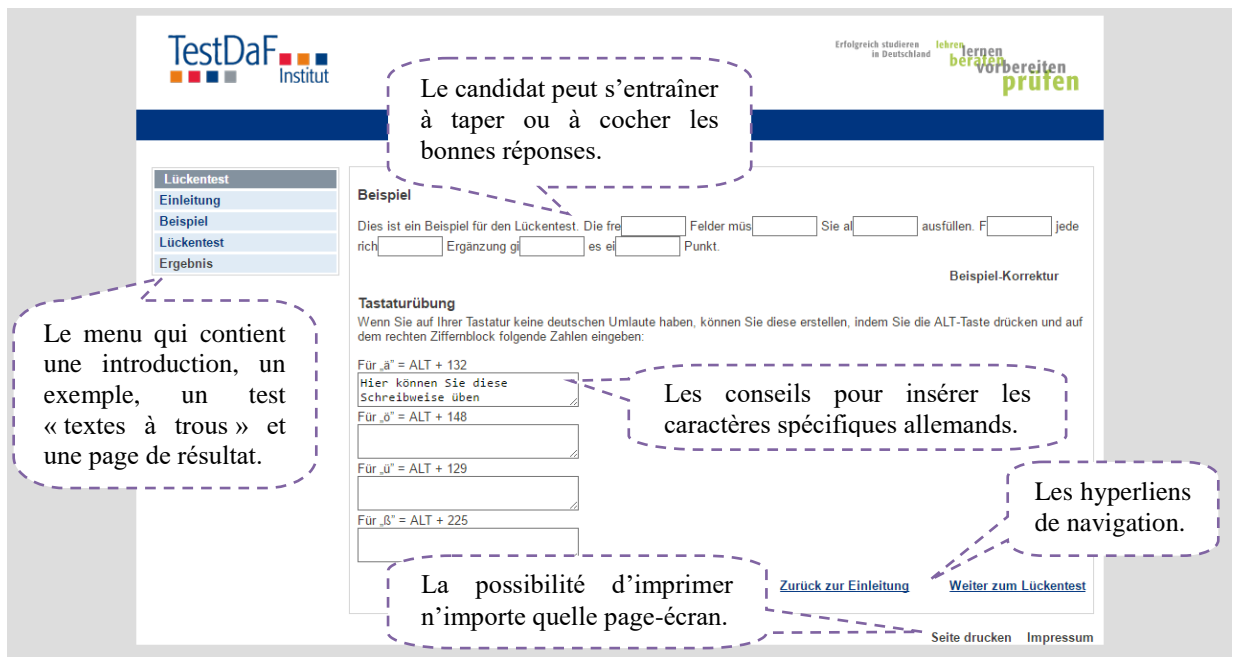 TestDaF
Institut
Erfolgreich studieren
in Deutschland
lehren
lernen
beraten
vorbereiten
prüfen
Le candidat peut s’entraîner
à taper ou à cocher les
bonnes réponses.
Lückentest
Einleitung
Beispiel
Lückentest
Ergebnis
Le menu qui contient
une introduction, un
exemple, un test
« textes à trous » et
une page de résultat.
Beispiel
Dies ist ein Beispiel für den Lückentest. Die fre Felder müs Sie al ausfüllen. F jede
rich Ergänzung gi es ei Punkt.
Beispiel-Korrektur
Tastaturübung
Wenn Sie auf Ihrer Tastatur keine deutschen Umlaute haben, können Sie diese erstellen, indem Sie die ALT-Taste drücken und auf
dem rechten Ziffernblock folgende Zahlen eingeben:
Für „ä" = ALT + 132
Hier können Sie diese
Schreibweise üben
Les conseils pour insérer les
caractères spécifiques allemands.
Für „ö" = ALT + 148
Für „ü" = ALT + 129
Für „ß" = ALT + 225
Les hyperliens
de navigation.
La possibilité d’imprimer
n’importe quelle page-écran.
Zurück zur Einleitung Weiter zum Lückentest
Seite drucken Impressum